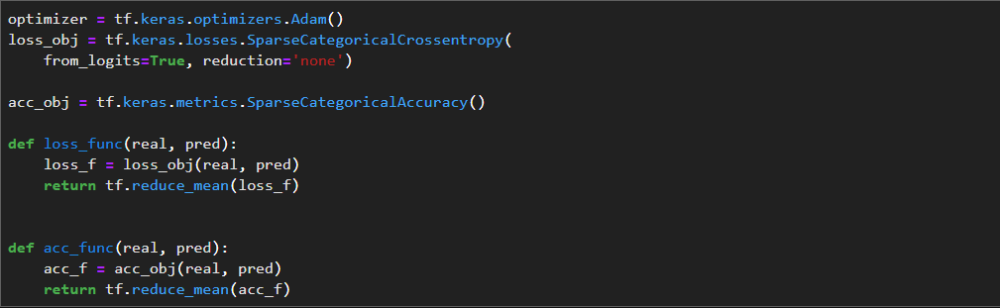 optimizer = tf.keras.optimizers.Adam()
loss_obj = tf.keras.losses.SparseCategoricalCrossentropy(
    from_logits=True, reduction='none')
acc_obj = tf.keras.metrics.SparseCategoricalAccuracy()
def loss_func(real, pred):
    loss_f = loss_obj(real, pred)
    return tf.reduce_mean(loss_f)
def acc_func(real, pred):
    acc_f = acc_obj(real, pred)
    return tf.reduce_mean(acc_f)